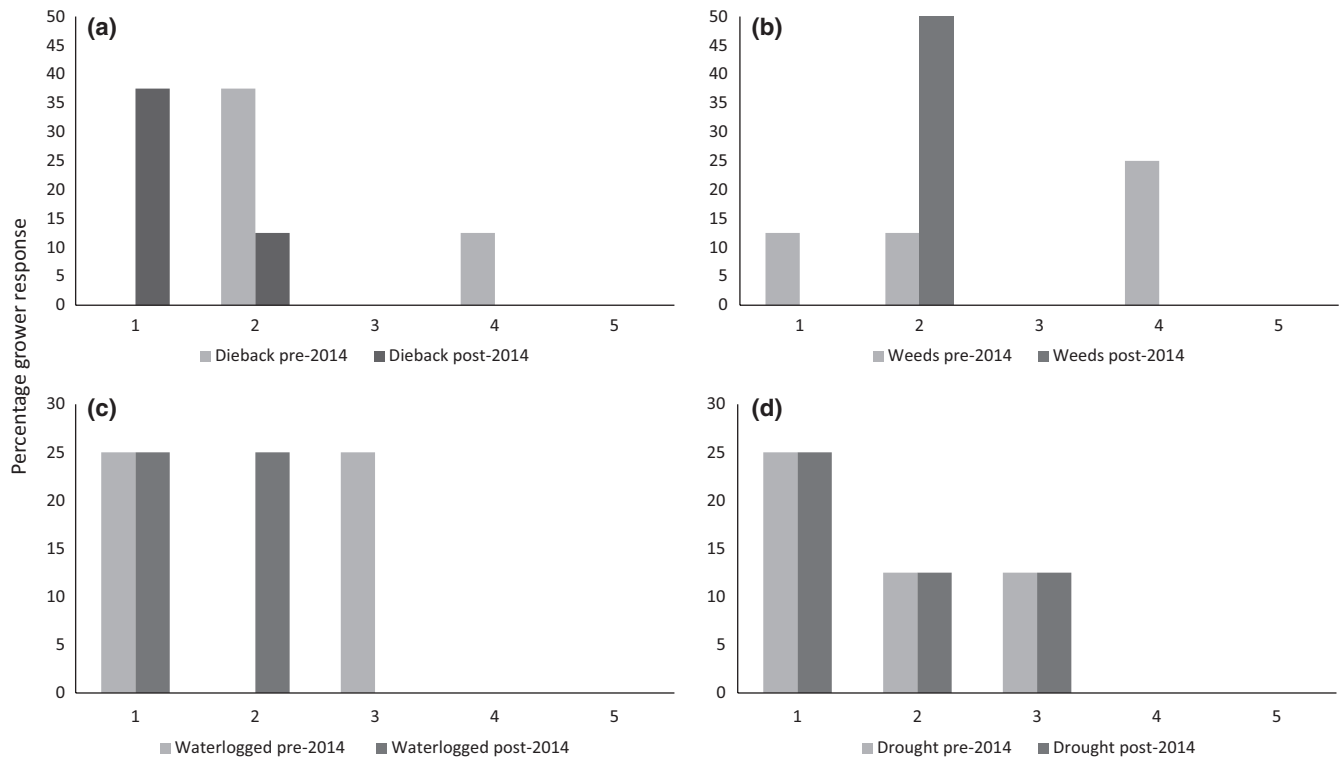 Percentage grower response
(a)
50
45
40
35
30
25
20
15
10
5
0
1 2 3 4 5
Dieback pre-2014 Dieback post-2014
(b)
50
45
40
35
30
25
20
15
10
5
0
1 2 3 4 5
Weeds pre-2014 Weeds post-2014
(c)
30
25
20
15
10
5
0
1 2 3 4 5
Waterlogged pre-2014 Waterlogged post-2014
(d)
30
25
20
15
10
5
0
1 2 3 4 5
Drought pre-2014 Drought post-2014